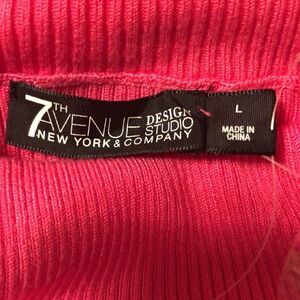 7TH AVENUE DESIGN STUDIO
NEW YORK & COMPANY
L
MADE IN
CHINA